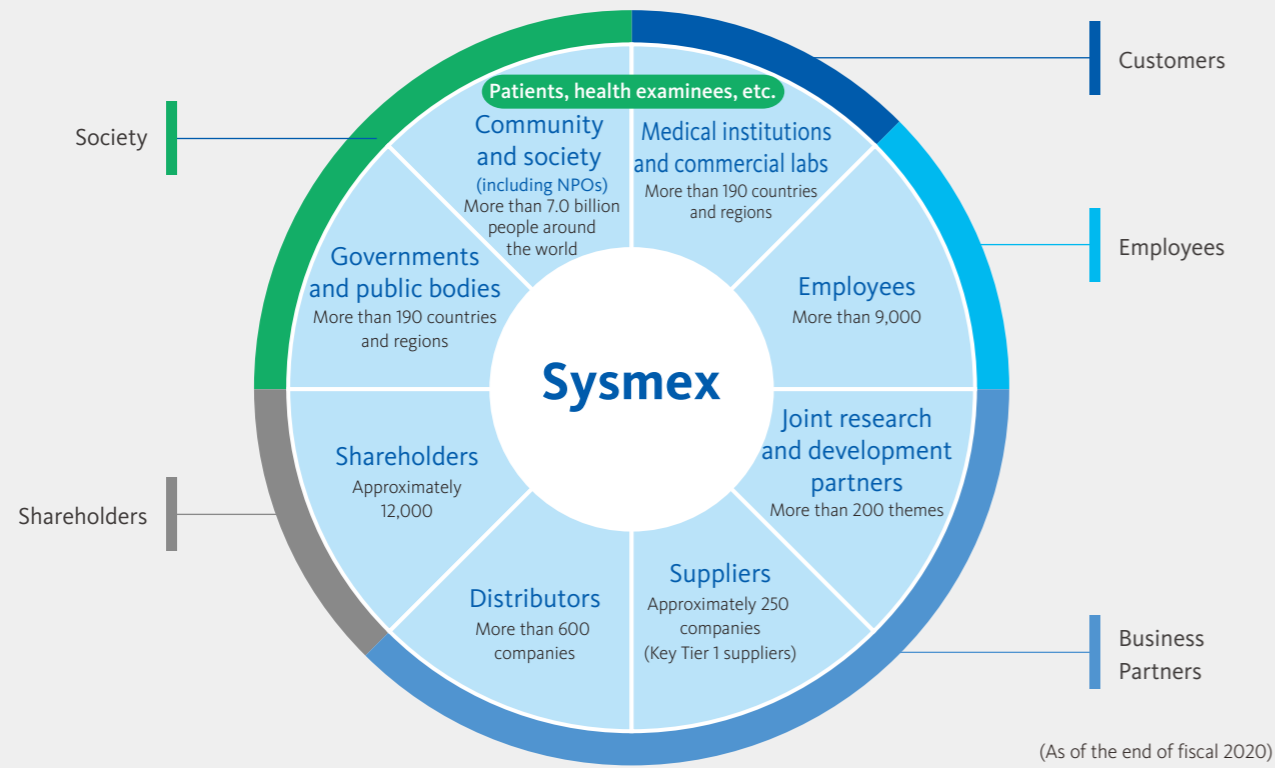 Customers
Society
Employees
Shareholders
Business
Partners
Patients, health examinees, etc.
Community
and society
(including NPOs)
More than 7.0 billion
people around
the world
Medical institutions
and commercial labs
More than 190 countries
and regions
Governments
and public bodies
More than 190 countries
and regions
Employees
More than 9,000
Sysmex
Joint research
and development
partners
More than 200 themes
Shareholders
Approximately
12,000
Distributors
More than 600
companies
Suppliers
Approximately 250
companies
(Key Tier 1 suppliers)
(As of the end of fiscal 2020)